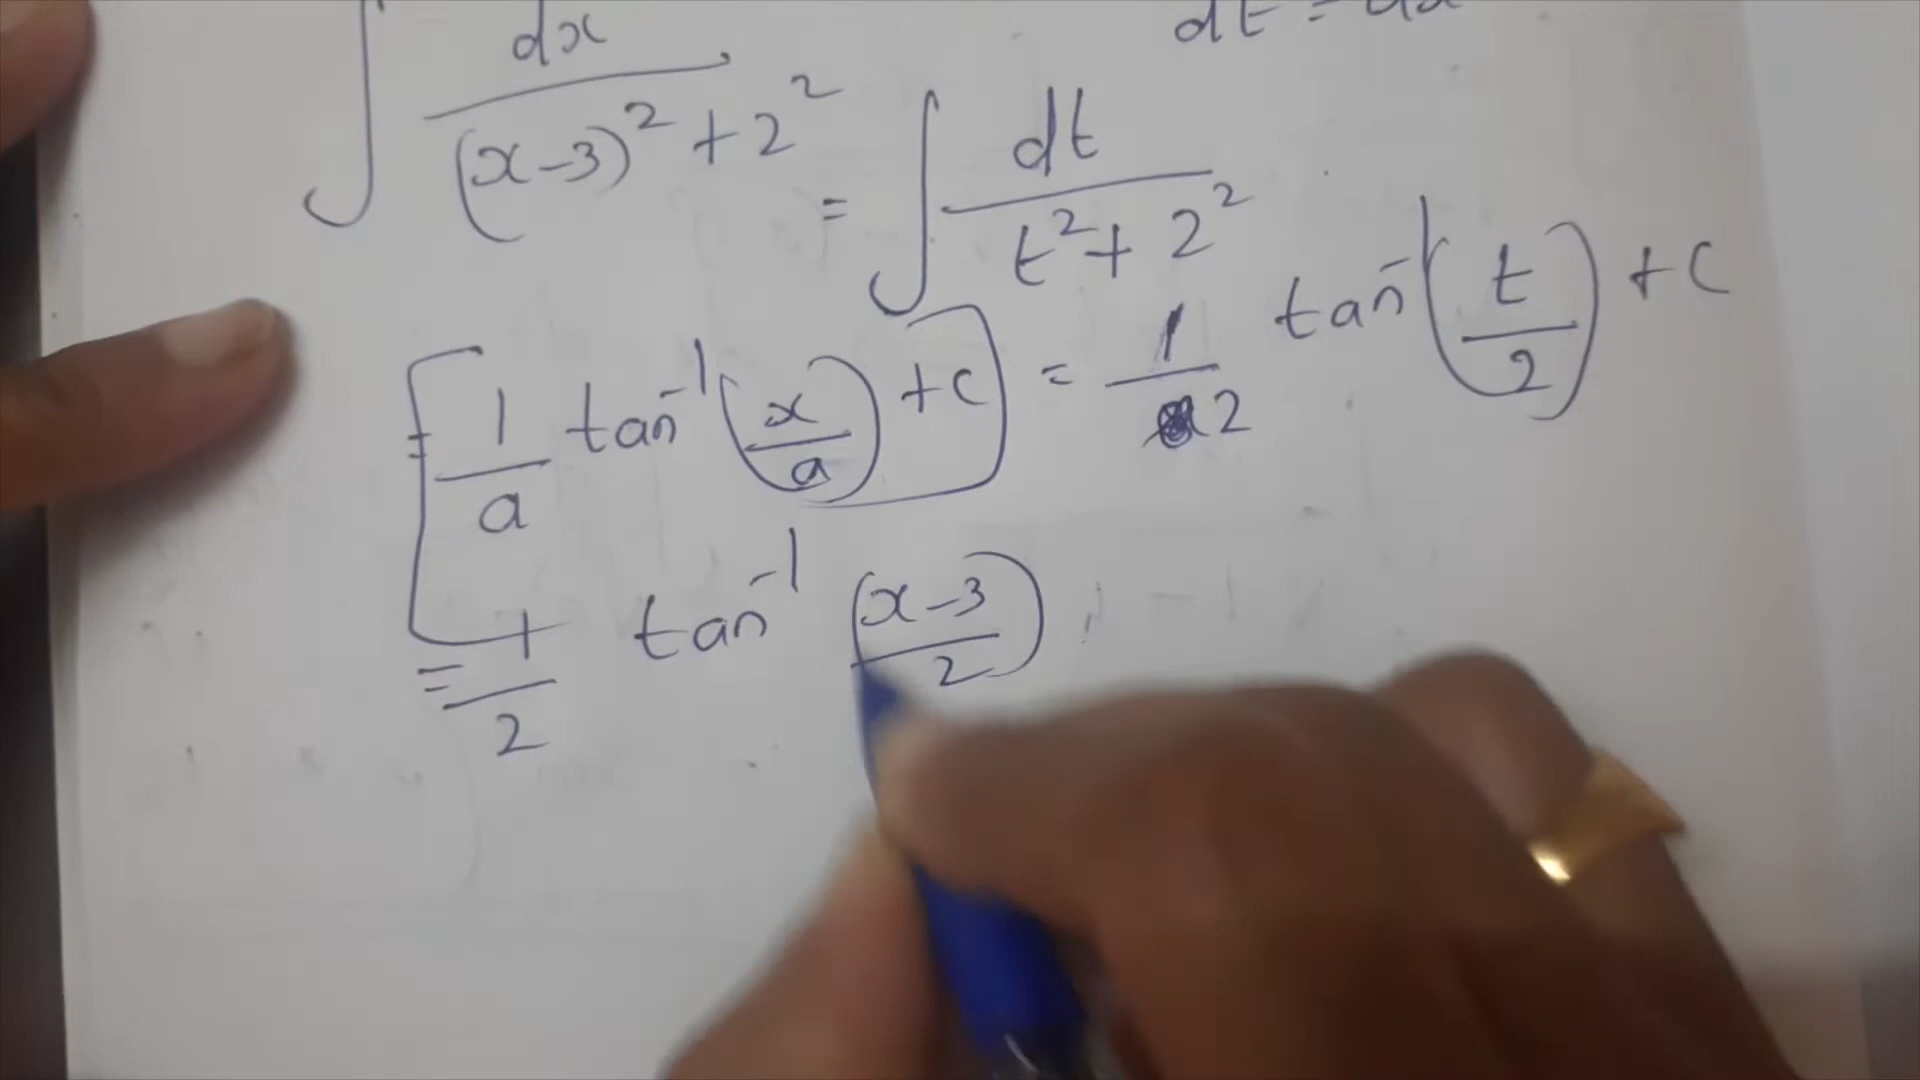 ∫ dx / (x-3)² + 2²
dt =
= ∫ dt / t² + 2²
= [ 1/a tan⁻¹ (x/a) + c ] = 1/2 tan⁻¹ (t/2) + c
= 1/2 tan⁻¹ (x-3/2)